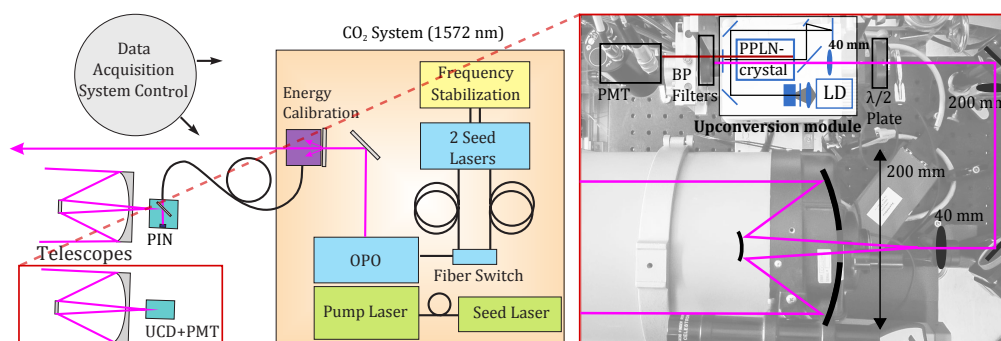 Data
Acquisition
System Control
CO₂ System (1572 nm)
Energy
Calibration
Frequency
Stabilization
2 Seed
Lasers
PIN
Telescopes
OPO
Fiber Switch
Pump Laser
Seed Laser
UCD+PMT
PMT
BP
Filters
PPLN-
crystal
40 mm
LD
λ/2
Plate
Upconversion module
200 mm
200 mm
40 mm